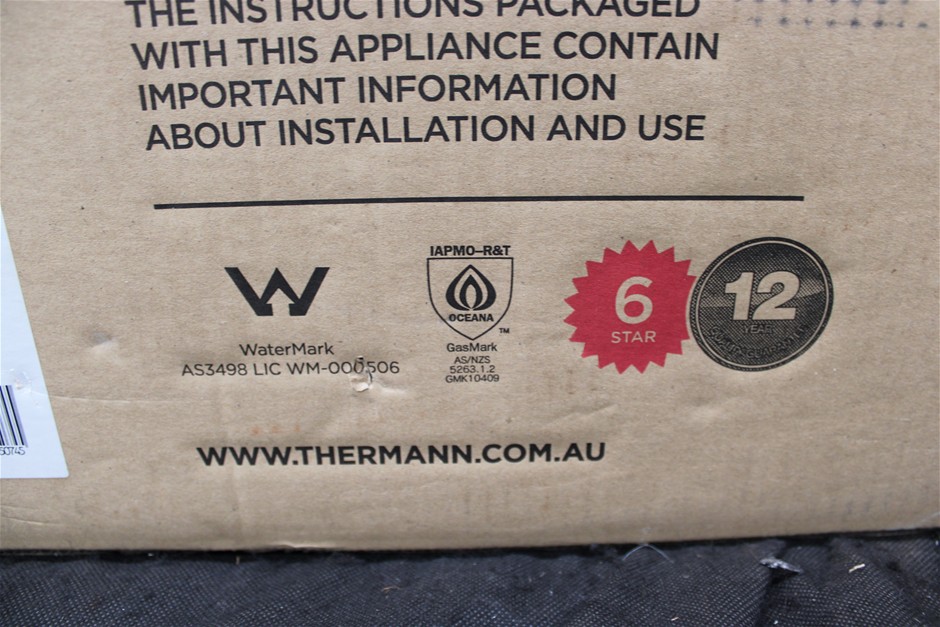 THE INSTRUCTIONS PACKAGED
WITH THIS APPLIANCE CONTAIN
IMPORTANT INFORMATION
ABOUT INSTALLATION AND USE
IAPMO–R&T
OCEANA
TM
WaterMark
AS3498 LIC WM-000506
GasMark
AS/NZS
5263.1.2
GMK10409
6
STAR
12
YEAR
WWW.THERMANN.COM.AU
50745